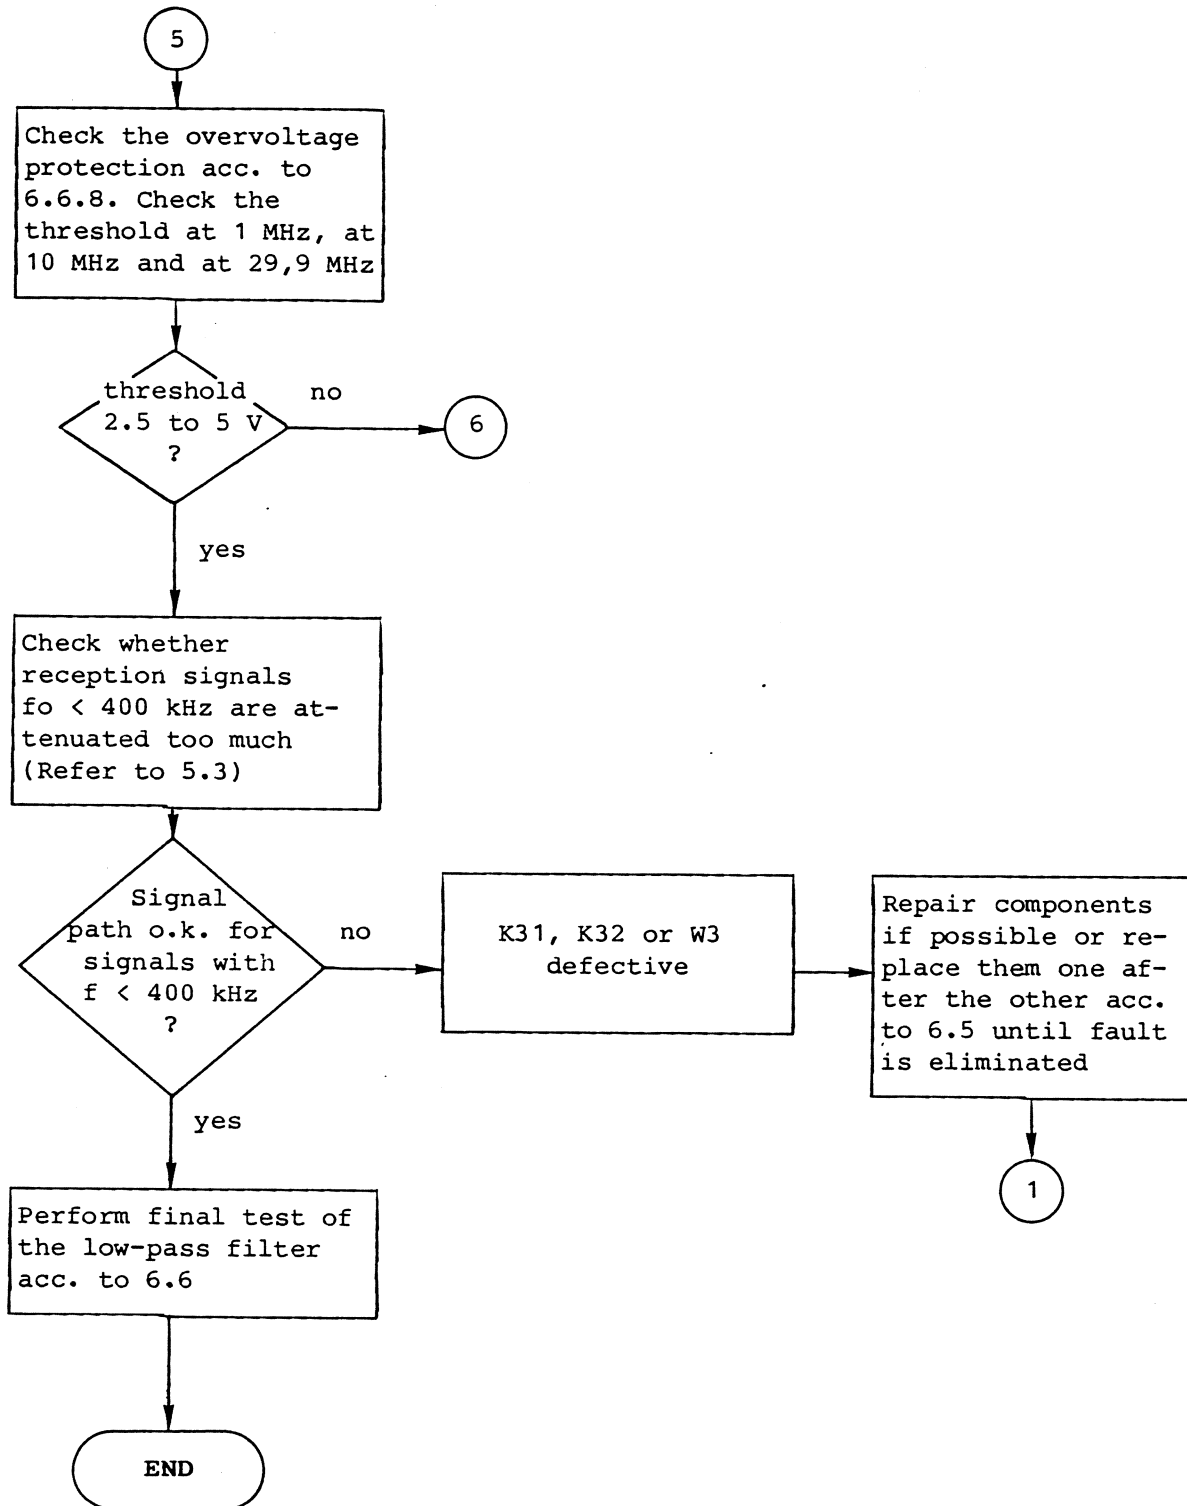 5
Check the overvoltage
protection acc. to
6.6.8. Check the
threshold at 1 MHz, at
10 MHz and at 29,9 MHz
threshold
2.5 to 5 V
?
no
6
yes
Check whether
reception signals
fo < 400 kHz are at-
tenuated too much
(Refer to 5.3)
Signal
path o.k. for
signals with
f < 400 kHz
?
no
K31, K32 or W3
defective
Repair components
if possible or re-
place them one af-
ter the other acc.
to 6.5 until fault
is eliminated
1
yes
Perform final test of
the low-pass filter
acc. to 6.6
END